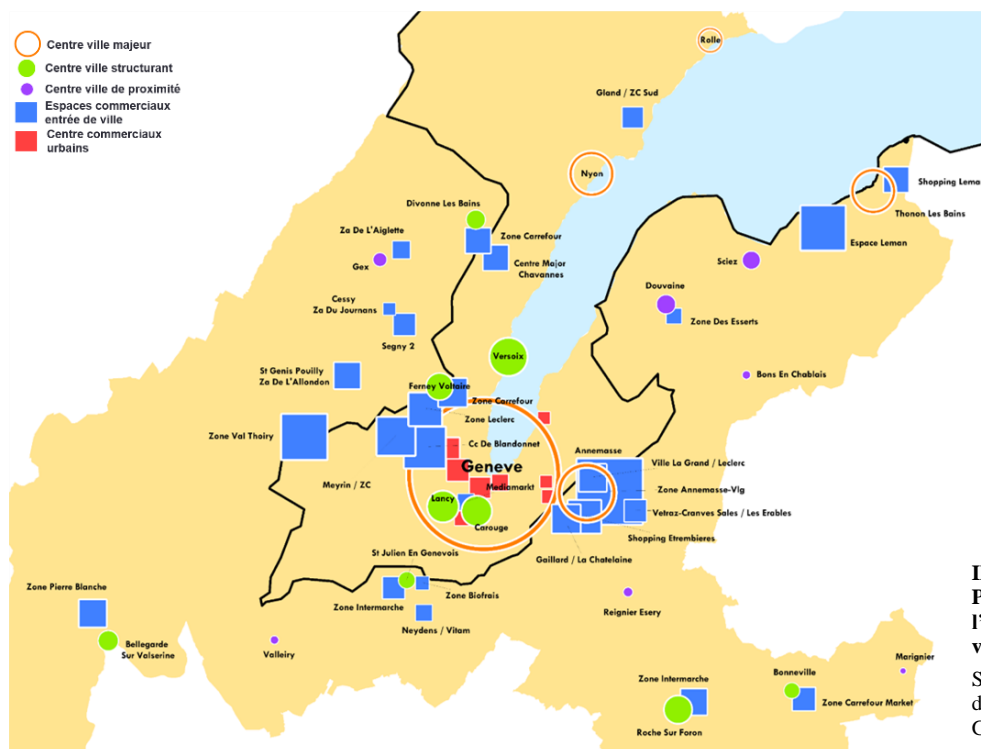 Centre ville majeur
Centre ville structurant
Centre ville de proximité
Espaces commerciaux
entrée de ville
Centre commerciaux
urbains
Rolle
Gland / ZC Sud
Nyon
Shopping Lema
Thonon Les Bains
Espace Leman
Divonne Les Bains
Zone Carrefour
Centre Major
Chavannes
Za De L'Aiglette
Gex
Sciez
Douvaine
Zone Des Esserts
Cessy
Za Du Journans
Segny 2
Versoix
St Genis Pouilly
Za De L'Allondon
Bons En Chablais
Ferney Voltaire
Zone Carrefour
Zone Leclerc
Zone Val Thoiry
Cc De Blandonnet
Geneve
Meyrin / ZC
Mediamarkt
Lancy
Carouge
Annemasse
Ville La Grand / Leclerc
Zone Annemasse-Vlg
Vetraz-Cranves Sales / Les Erables
Shopping Etrembieres
Gaillard / La Chatelaine
St Julien En Genevois
Zone Intermarche
Zone Biofrais
Neydens / Vitam
Zone Pierre Blanche
Bellegarde
Sur Valserine
Valleiry
Reignier Esery
Marignier
Bonneville
Zone Carrefour Market
Zone Intermarche
Roche Sur Foron
P
l'
v
S
d
C